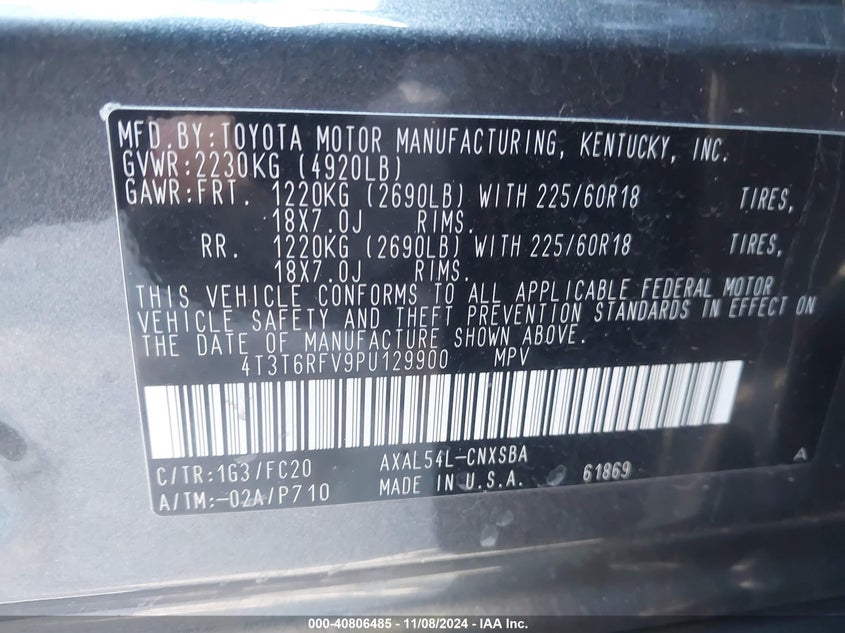 MFD.BY:TOYOTA MOTOR MANUFACTURING, KENTUCKY, INC.
GVWR:2230KG (4920LB)
GAWR:FRT. 1220KG (2690LB) WITH 225/60R18 TIRES,
18X7.0J RIMS.
RR. 1220KG (2690LB) WITH 225/60R18 TIRES,
18X7.0J RIMS.
THIS VEHICLE CONFORMS TO ALL APPLICABLE FEDERAL MOTOR
VEHICLE SAFETY AND THEFT PREVENTION STANDARDS IN EFFECT ON
THE DATE OF MANUFACTURE SHOWN ABOVE.
4T3T6RFV9PU129900 MPV
C/TR:1G3/FC20 AXAL54L-CNXSBA A
A/TM:-02A/P710 MADE IN U.S.A. 61869
000-40806485 - 11/08/2024 - IAA Inc.